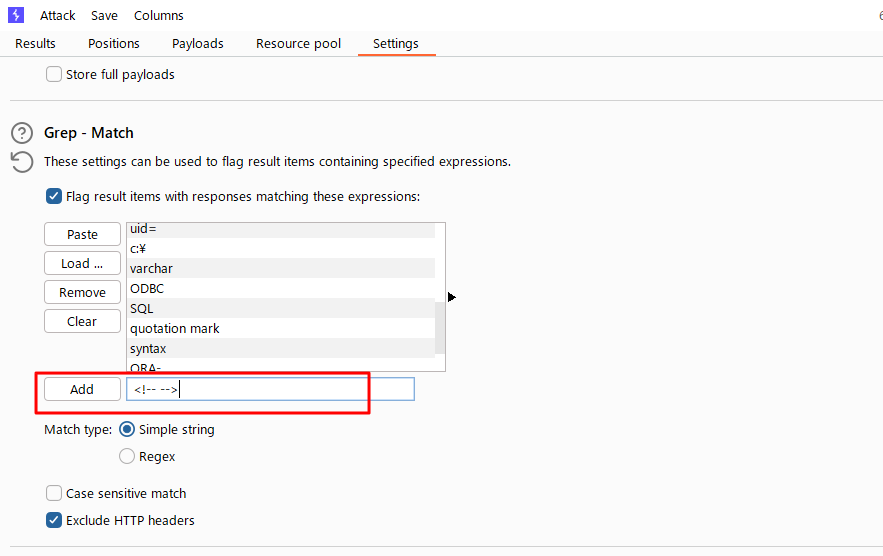 Attack Save Columns
Results Positions Payloads Resource pool Settings
Store full payloads
Grep - Match
These settings can be used to flag result items containing specified expressions.
Flag result items with responses matching these expressions:
Paste
Load ...
Remove
Clear
uid=
c:¥
varchar
ODBC
SQL
quotation mark
syntax
ORA-
Add <!-- -->
Match type: Simple string
Regex
Case sensitive match
Exclude HTTP headers